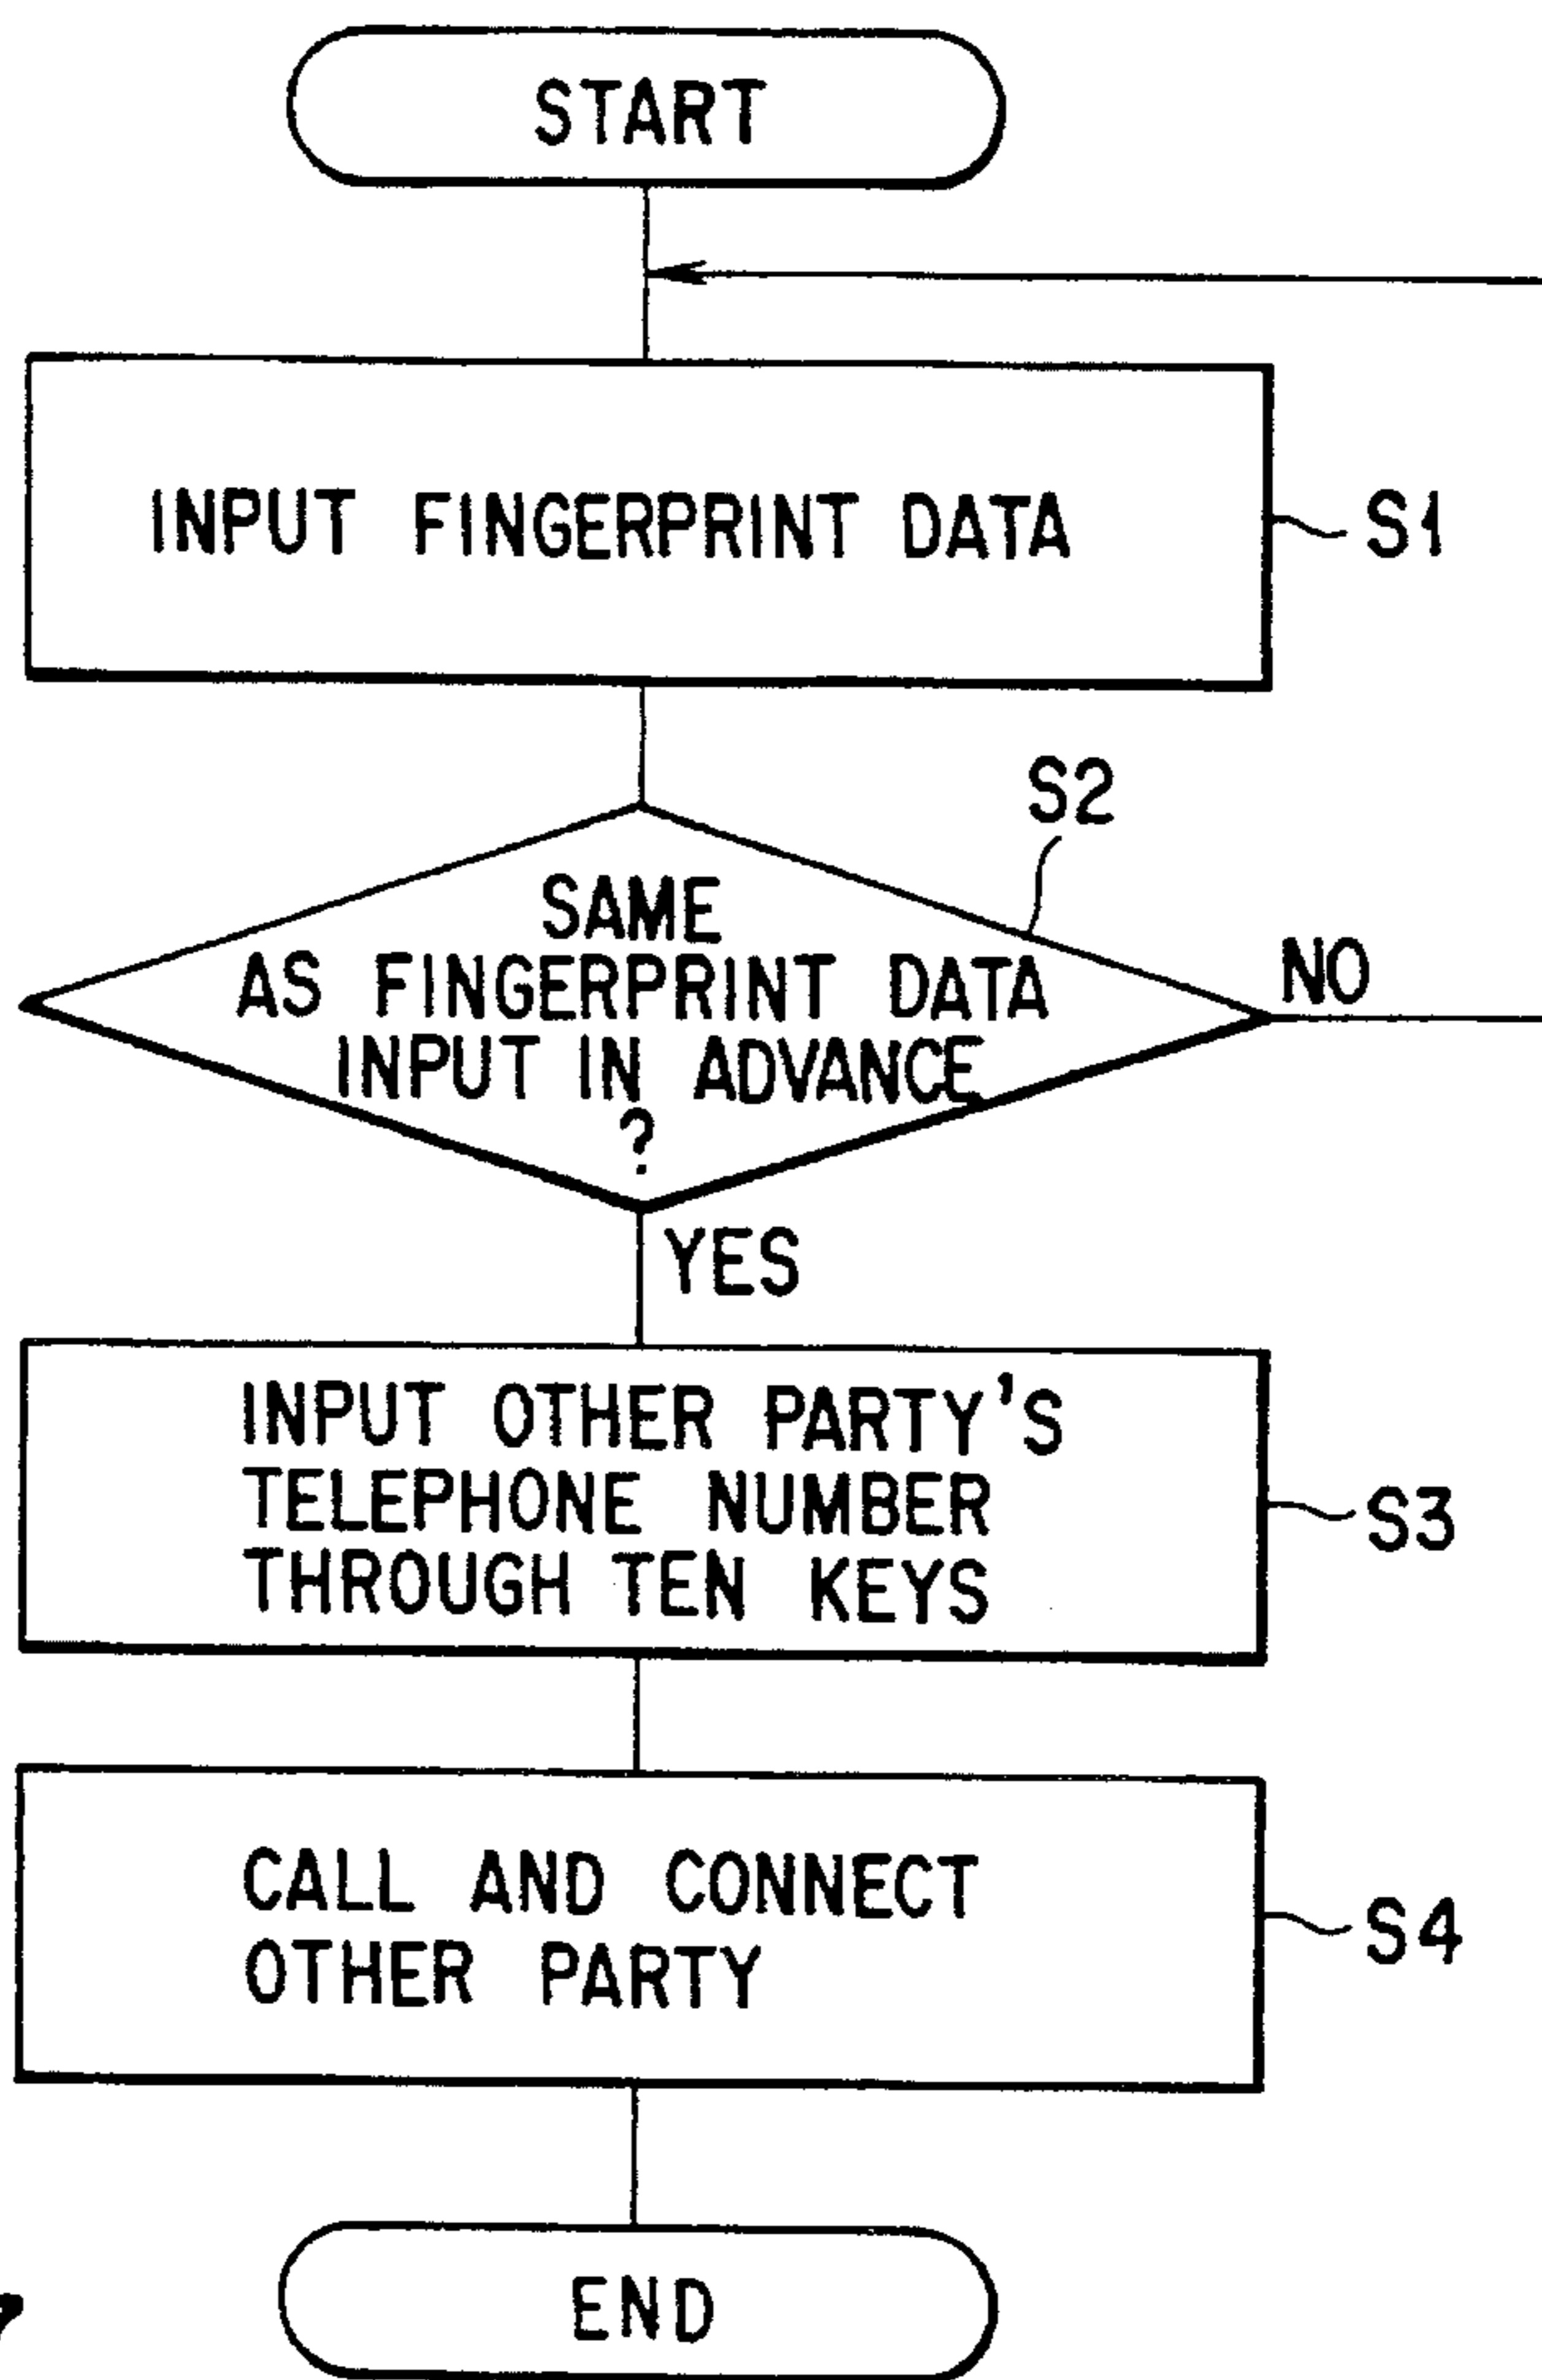 START
INPUT FINGERPRINT DATA
S1
S2
SAME
AS FINGERPRINT DATA
INPUT IN ADVANCE
?
NO
YES
INPUT OTHER PARTY'S
TELEPHONE NUMBER
THROUGH TEN KEYS
S3
CALL AND CONNECT
OTHER PARTY
S4
END